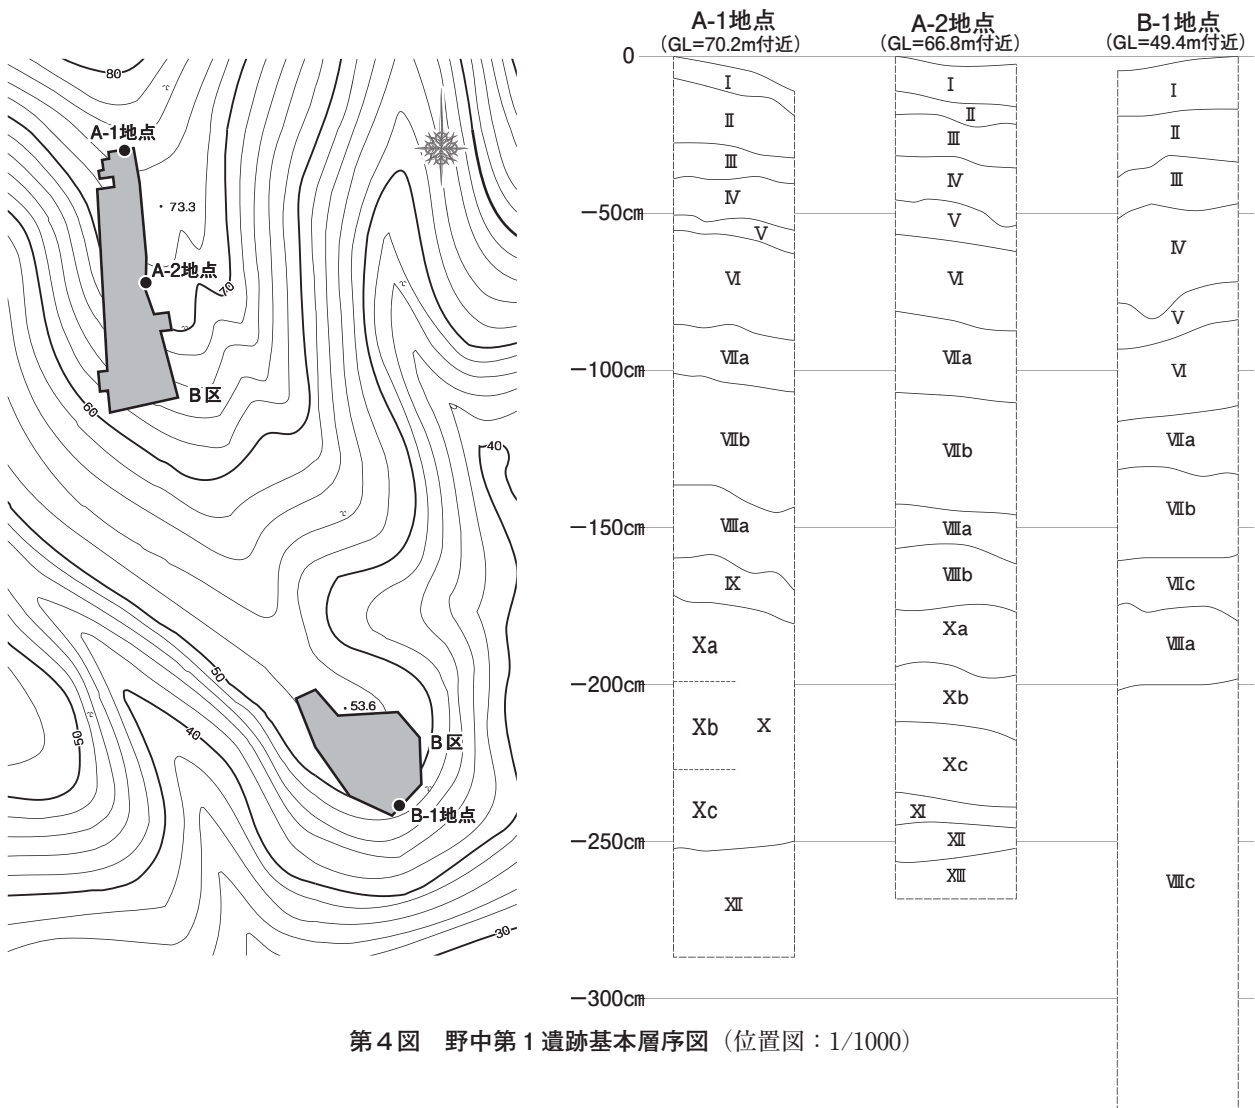 80
A-1地点
・73.3
A-2地点
70
B区
60
40
50
・53.6
B区
B-1地点
40
50
30
A-1地点
(GL=70.2m付近)
A-2地点
(GL=66.8m付近)
B-1地点
(GL=49.4m付近)
0
−50cm
−100cm
−150cm
−200cm
−250cm
−300cm
Ⅰ
Ⅱ
Ⅲ
Ⅳ
Ⅴ
Ⅵ
Ⅶa
Ⅶb
Ⅷa
Ⅸ
Ⅹa
Ⅹb
Ⅹ
Ⅹc
Ⅻ
Ⅰ
Ⅱ
Ⅲ
Ⅳ
Ⅴ
Ⅵ
Ⅶa
Ⅶb
Ⅷa
Ⅷb
Ⅹa
Ⅹb
Ⅹc
Ⅺ
Ⅻ
XIII
Ⅰ
Ⅱ
Ⅲ
Ⅳ
Ⅴ
Ⅵ
Ⅶa
Ⅶb
Ⅶc
Ⅷa
Ⅷc
第4図　野中第1遺跡基本層序図（位置図：1/1000）